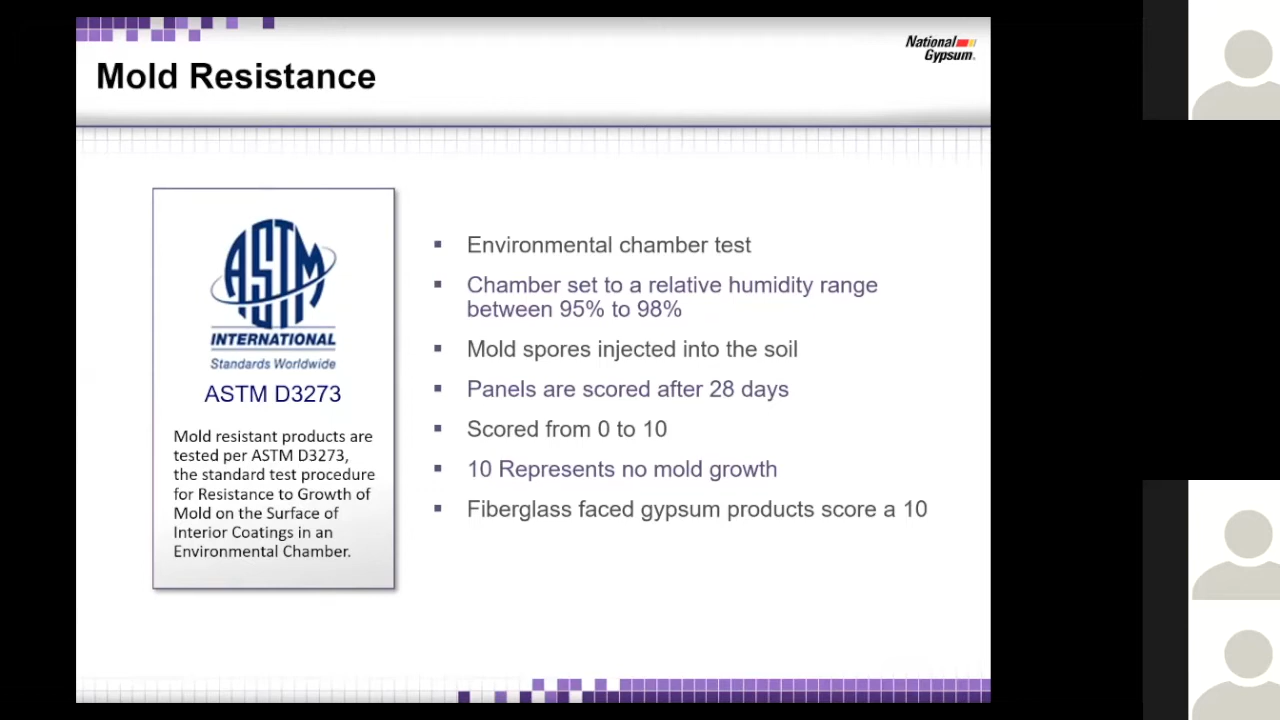 National
Gypsum
Mold Resistance
ASTM
INTERNATIONAL
Standards Worldwide
ASTM D3273
Mold resistant products are
tested per ASTM D3273,
the standard test procedure
for Resistance to Growth of
Mold on the Surface of
Interior Coatings in an
Environmental Chamber.
▪ Environmental chamber test
▪ Chamber set to a relative humidity range
between 95% to 98%
▪ Mold spores injected into the soil
▪ Panels are scored after 28 days
▪ Scored from 0 to 10
▪ 10 Represents no mold growth
▪ Fiberglass faced gypsum products score a 10